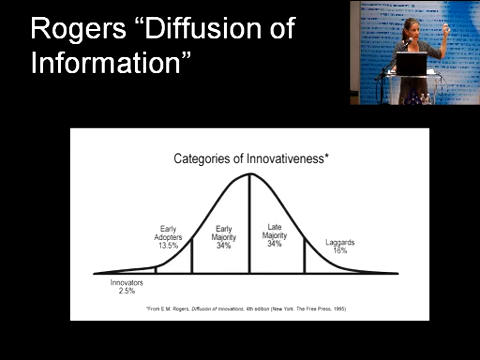 Rogers “Diffusion of
Information”
Categories of Innovativeness*
Early
Adopters
13.5%
Early
Majority
34%
Late
Majority
34%
Laggards
16%
Innovators
2.5%
*From E.M. Rogers, Diffusion of Innovations, 4th edition (New York: The Free Press, 1995)